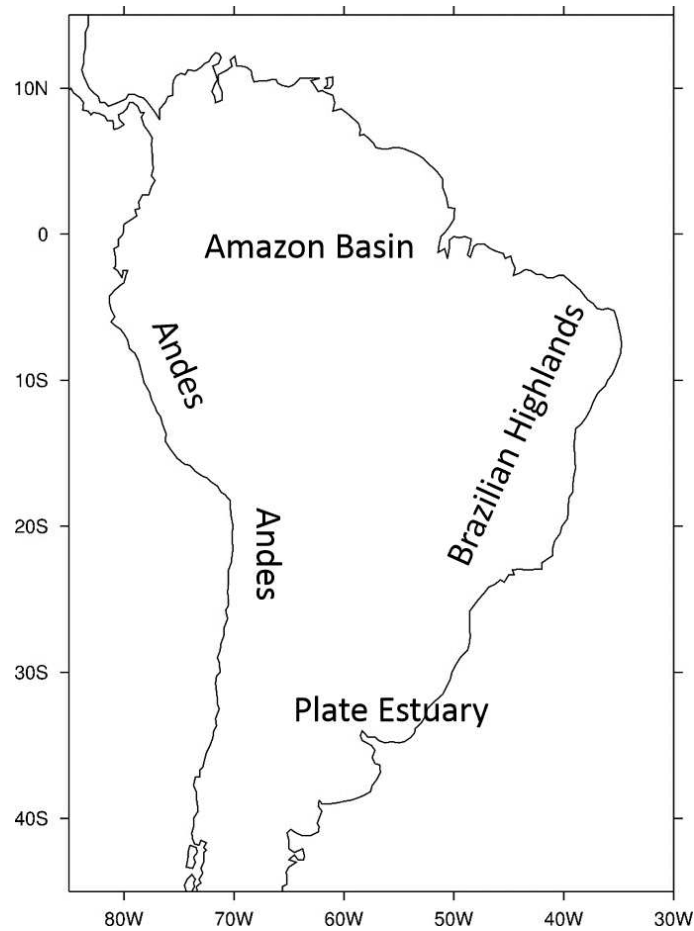 10N
0
Amazon Basin
Andes
10S
Brazilian Highlands
20S
Andes
30S
Plate Estuary
40S
80W 70W 60W 50W 40W 30W